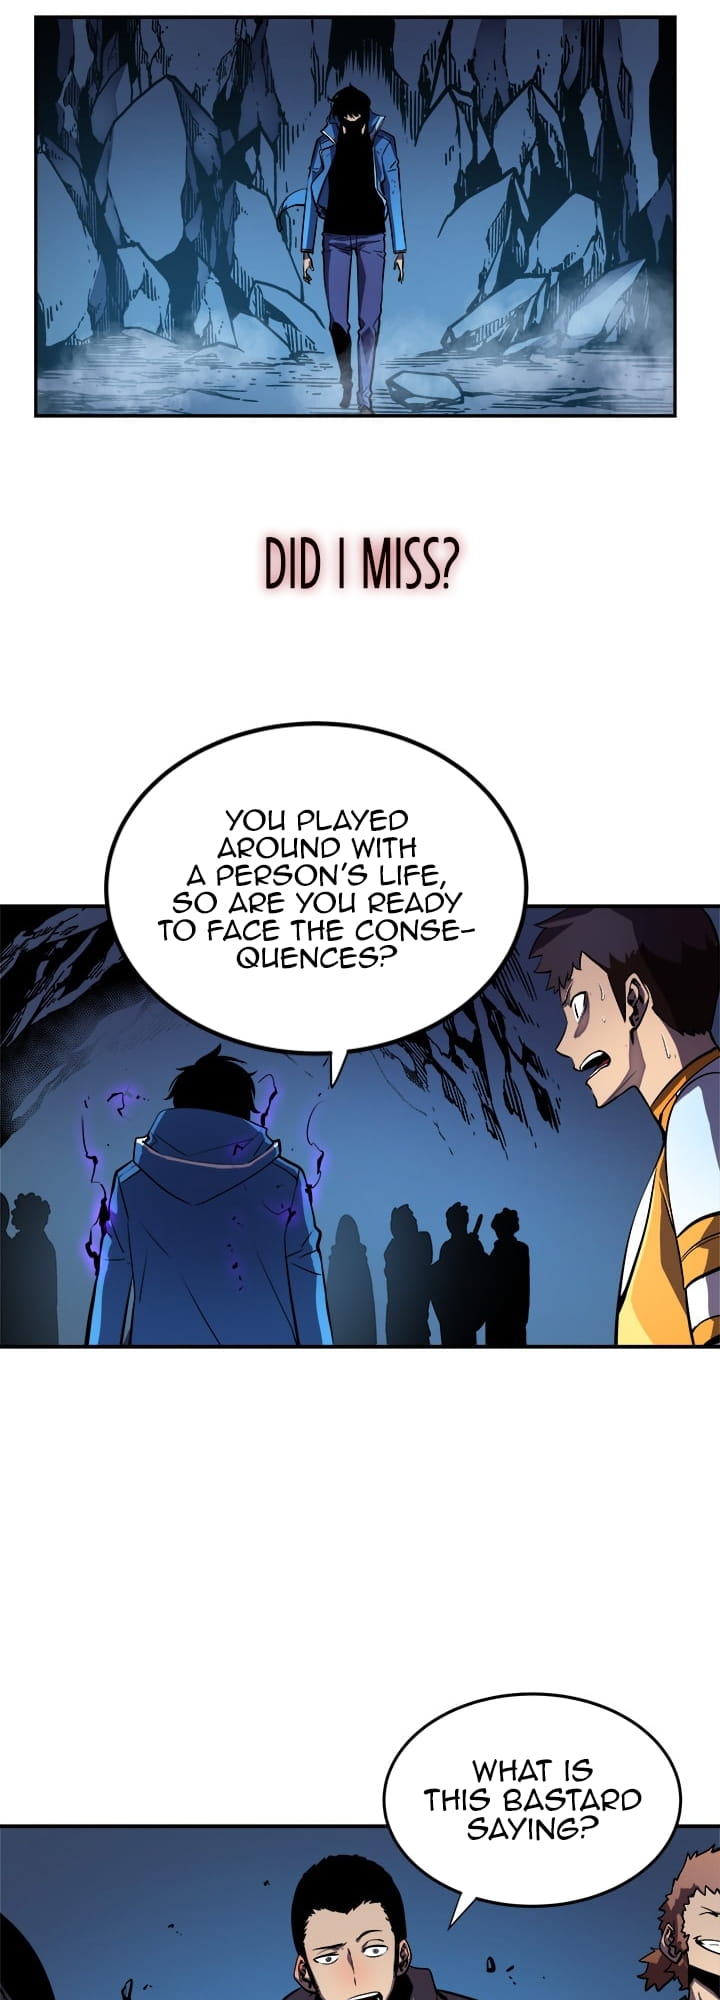 DID I MISS?
YOU PLAYED
AROUND WITH
A PERSON'S LIFE,
SO ARE YOU READY
TO FACE THE CONSE-
QUENCES?
WHAT IS
THIS BASTARD
SAYING?